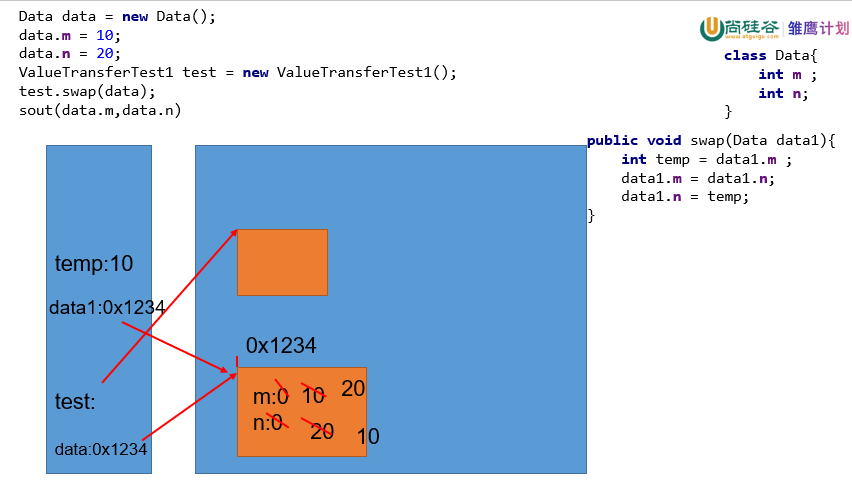 Data data = new Data();
data.m = 10;
data.n = 20;
ValueTransferTest1 test = new ValueTransferTest1();
test.swap(data);
sout(data.m,data.n)
尚硅谷 雏鹰计划
www.atguigu.com
class Data{
int m ;
int n;
}
public void swap(Data data1){
int temp = data1.m ;
data1.m = data1.n;
data1.n = temp;
}
temp:10
data1:0x1234
test:
data:0x1234
0x1234
m:0 10 20
n:0 20 10